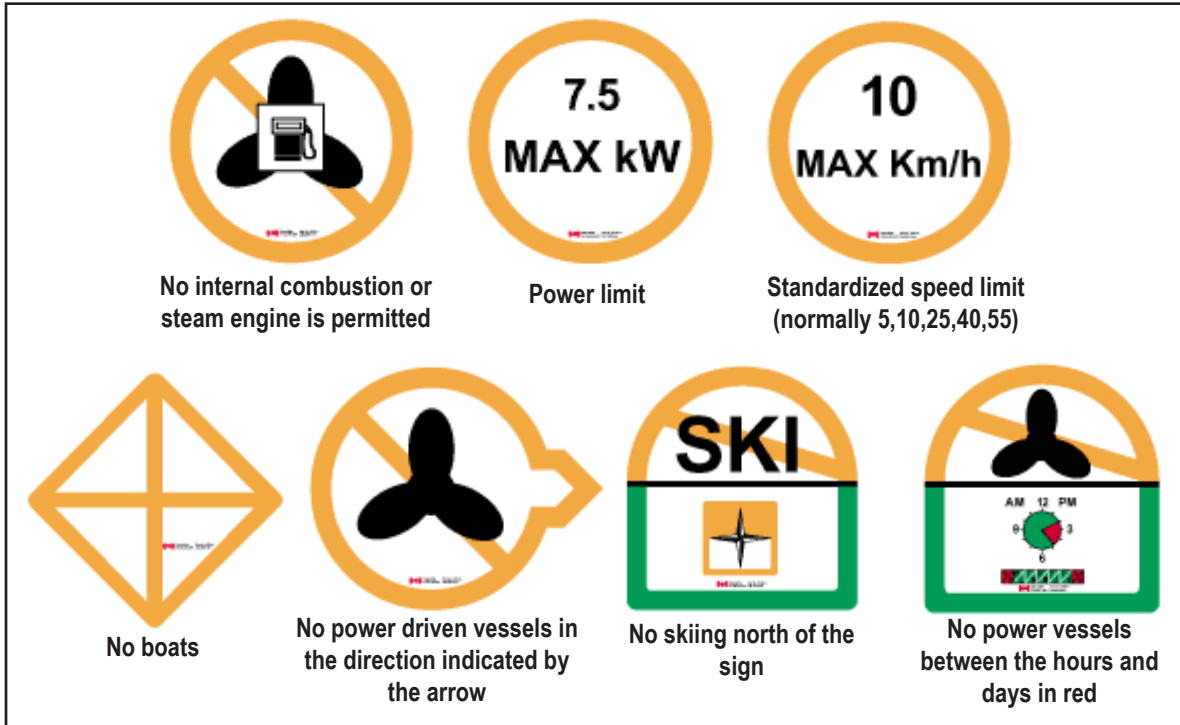 7.5
MAX kW
10
MAX Km/h
No internal combustion or
steam engine is permitted
Power limit
Standardized speed limit
(normally 5,10,25,40,55)
SKI
AM 12 PM
9 3
6
No boats
No power driven vessels in
the direction indicated by
the arrow
No skiing north of the
sign
No power vessels
between the hours and
days in red